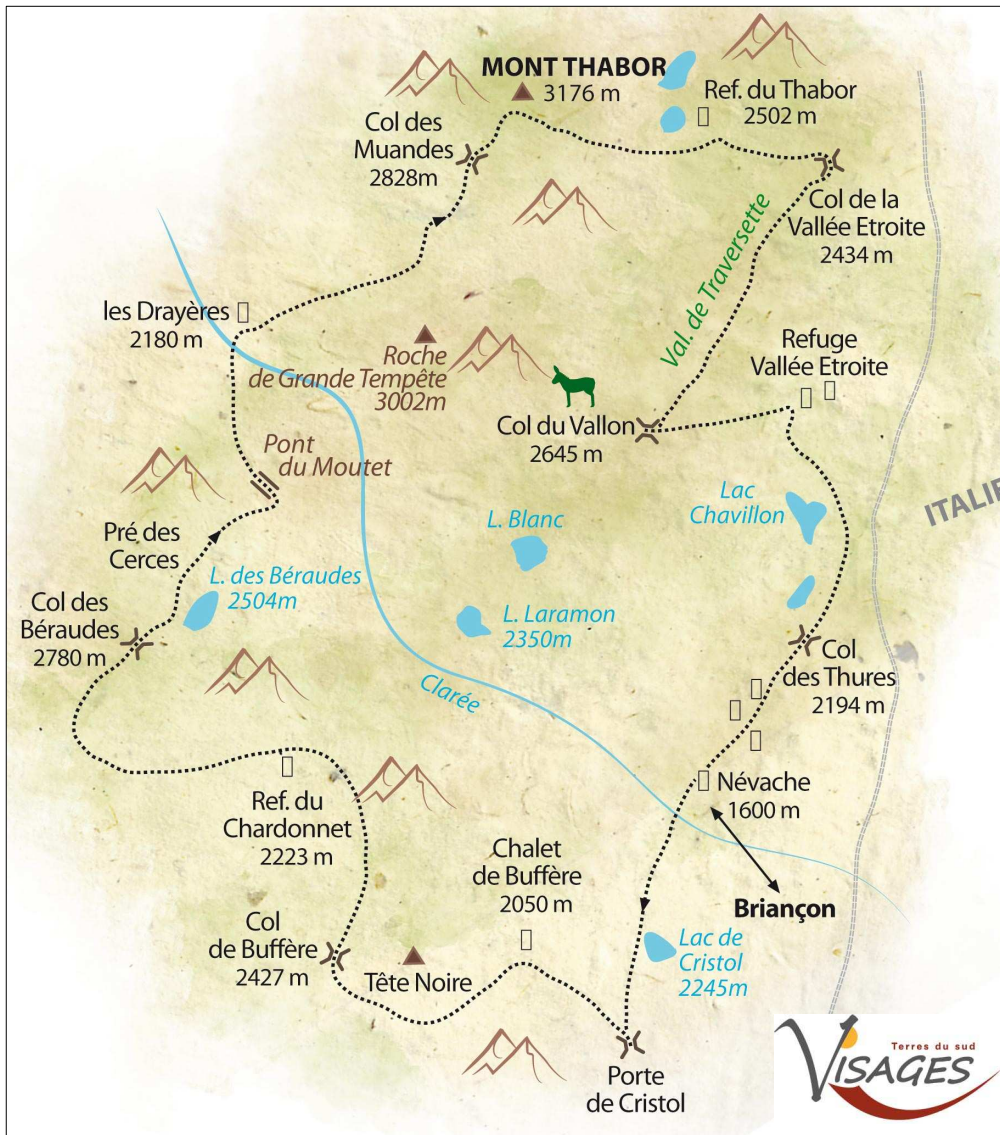 MONT THABOR
3176 m
Ref. du Thabor
2502 m
Col des
Muandes
2828m
Col de la
Vallée Etroite
2434 m
Val. de Traversette
les Drayères
2180 m
Roche
de Grande Tempête
3002m
Refuge
Vallée Etroite
Col du Vallon
2645 m
Pont
du Moutet
Lac
Chavillon
ITALIE
L. Blanc
Pré des
Cerces
L. des Béraudes
2504m
Col des
Béraudes
2780 m
L. Laramon
2350m
Col
des Thures
2194 m
Clarée
Névache
1600 m
Ref. du
Chardonnet
2223 m
Chalet
de Buffère
2050 m
Briançon
Col
de Buffère
2427 m
Tête Noire
Lac de
Cristol
2245m
Porte
de Cristol
Terres du sud
VISAGES